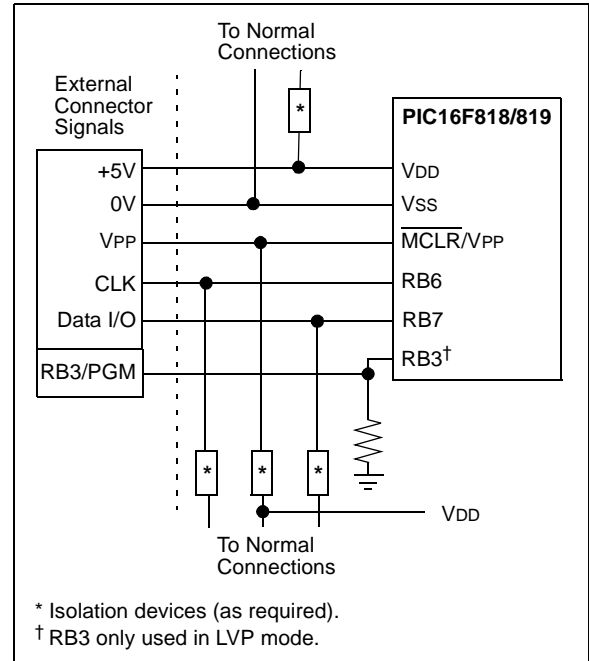 To Normal
Connections
External
Connector
Signals
*
PIC16F818/819
+5V
VDD
0V
VSS
VPP
MCLR/VPP
CLK
RB6
Data I/O
RB7
RB3†
RB3/PGM
* * *
VDD
To Normal
Connections
* Isolation devices (as required).
† RB3 only used in LVP mode.